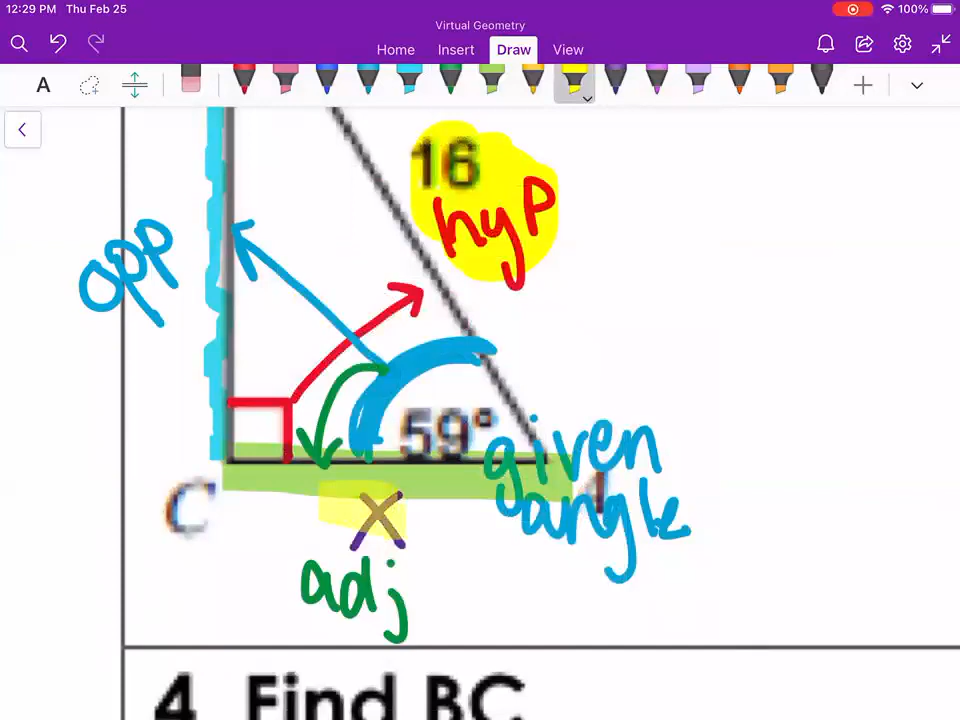 12:29 PM Thu Feb 25
100%
Virtual Geometry
Home Insert Draw View
A
16
hyp
opp
59°
given
angle
C
A
X
adj
4 Find BC